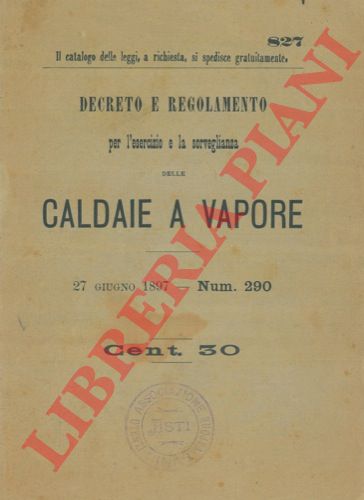 827
Il catalogo delle leggi, a richiesta, si spedisce gratuitamente.
DECRETO E REGOLAMENTO
per l'esercizio e la sorveglianza
DELLE
CALDAIE A VAPORE
27 GIUGNO 1897 — Num. 290
Cent. 30
ASTI
LIBRERIA PIANI